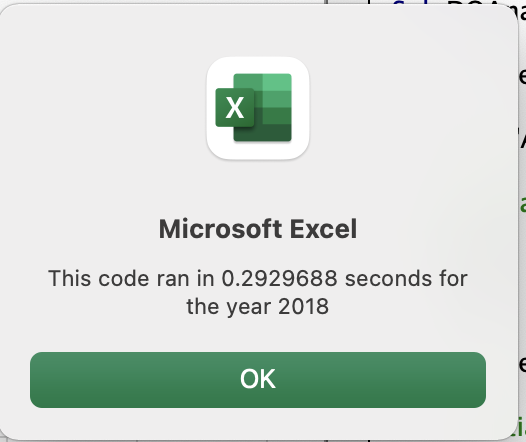 X
Microsoft Excel
This code ran in 0.2929688 seconds for
the year 2018
OK